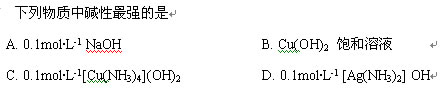 下列物质中碱性最强的是↵
A. 0.1mol·L⁻¹ NaOH B. Cu(OH)₂ 饱和溶液↵
C. 0.1mol·L⁻¹[Cu(NH₃)₄](OH)₂ D. 0.1mol·L⁻¹ [Ag(NH₃)₂] OH↵